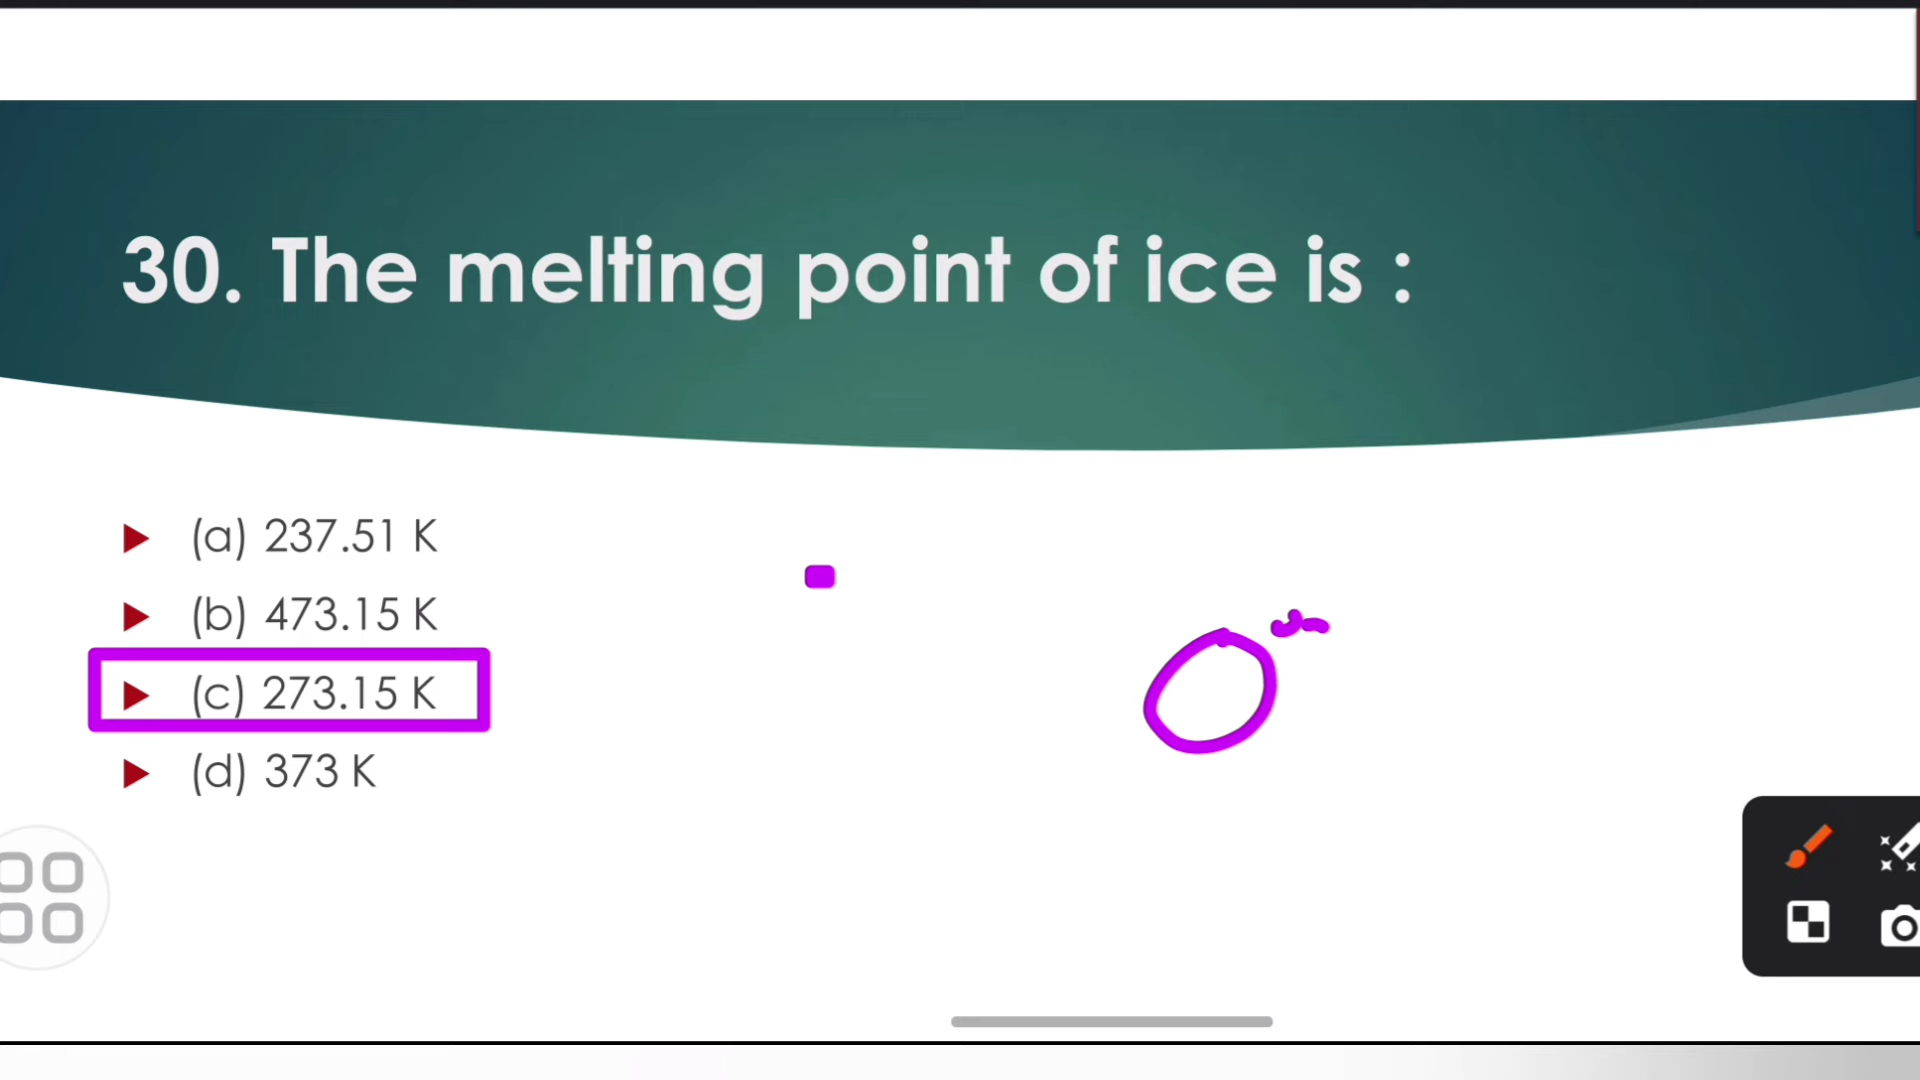 30. The melting point of ice is :
(a) 237.51 K
(b) 473.15 K
(c) 273.15 K
(d) 373 K